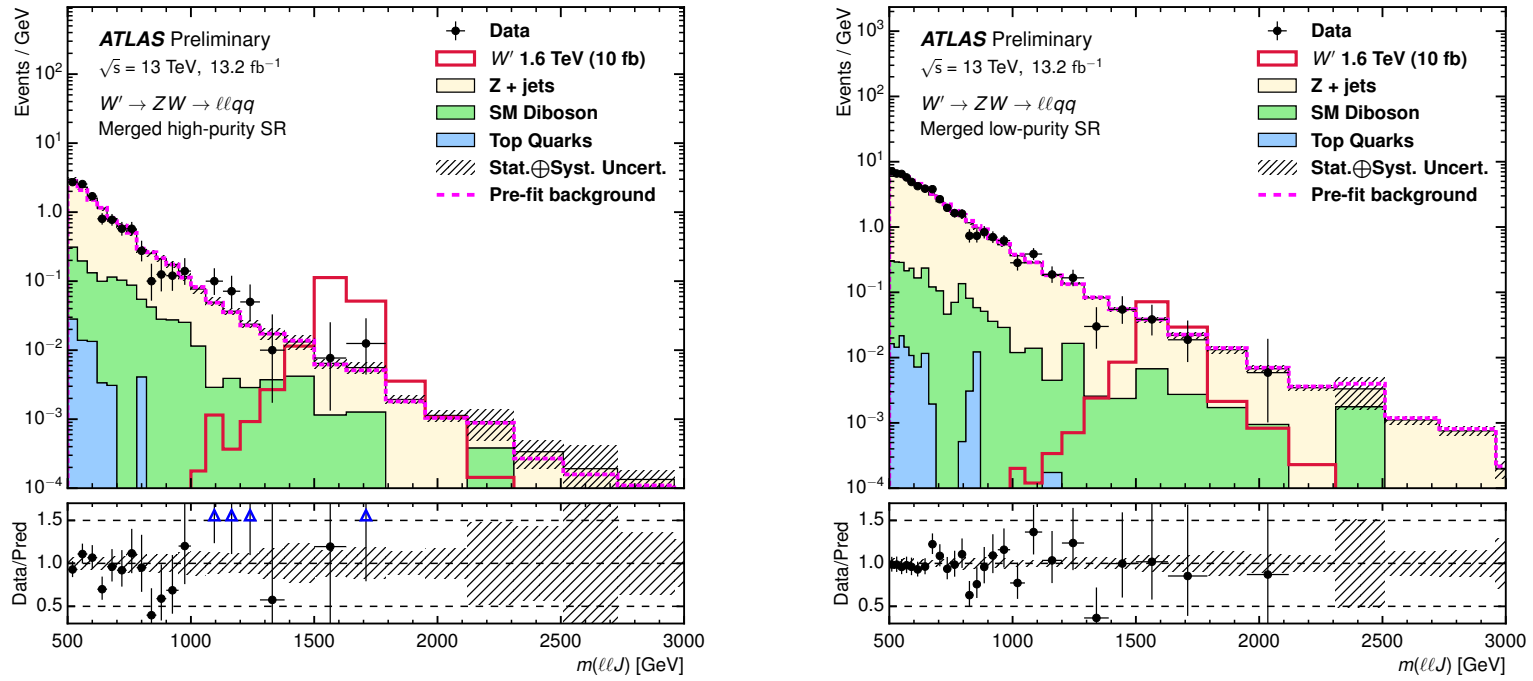 Events / GeV
10²
10
1.0
10⁻¹
10⁻²
10⁻³
10⁻⁴
ATLAS Preliminary
√s = 13 TeV, 13.2 fb⁻¹
W′ → ZW → ℓℓqq
Merged high-purity SR
Data
W′ 1.6 TeV (10 fb)
Z + jets
SM Diboson
Top Quarks
Stat.⊕Syst. Uncert.
Pre-fit background
Data/Pred
1.5
1.0
0.5
500 1000 1500 2000 2500 3000
m(ℓℓJ) [GeV]
Events / GeV
10³
10²
10
1.0
10⁻¹
10⁻²
10⁻³
10⁻⁴
ATLAS Preliminary
√s = 13 TeV, 13.2 fb⁻¹
W′ → ZW → ℓℓqq
Merged low-purity SR
Data
W′ 1.6 TeV (10 fb)
Z + jets
SM Diboson
Top Quarks
Stat.⊕Syst. Uncert.
Pre-fit background
Data/Pred
1.5
1.0
0.5
500 1000 1500 2000 2500 3000
m(ℓℓJ) [GeV]